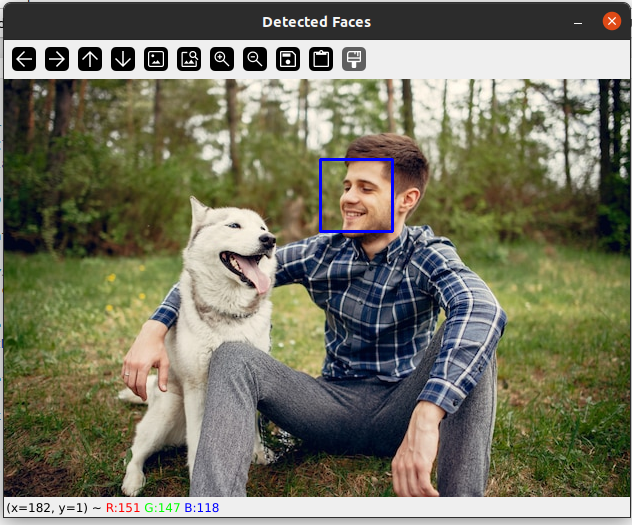 Detected Faces
(x=182, y=1) ~ R:151 G:147 B:118